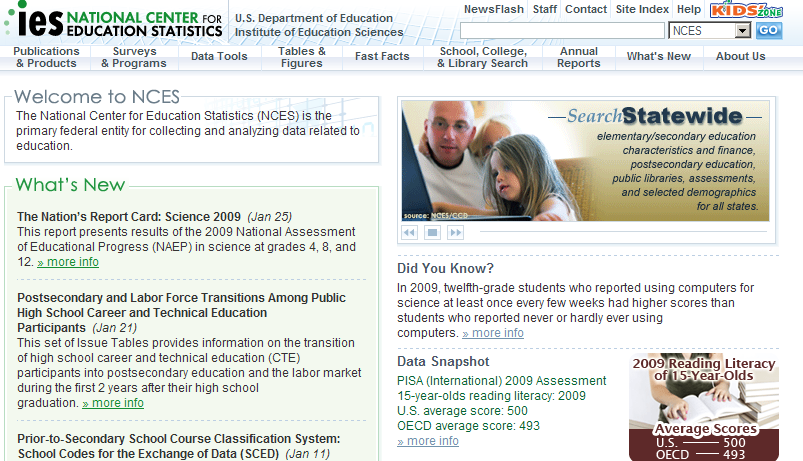 NewsFlash Staff Contact Site Index Help KIDS' ZONE
ies NATIONAL CENTER FOR
EDUCATION STATISTICS
U.S. Department of Education
Institute of Education Sciences
NCES GO
Publications & Products
Surveys & Programs
Data Tools
Tables & Figures
Fast Facts
School, College, & Library Search
Annual Reports
What's New
About Us
Welcome to NCES
The National Center for Education Statistics (NCES) is the
primary federal entity for collecting and analyzing data related to
education.
What's New
The Nation's Report Card: Science 2009 (Jan 25)
This report presents results of the 2009 National Assessment
of Educational Progress (NAEP) in science at grades 4, 8, and
12. » more info
Postsecondary and Labor Force Transitions Among Public
High School Career and Technical Education
Participants (Jan 21)
This set of Issue Tables provides information on the transition
of high school career and technical education (CTE)
participants into postsecondary education and the labor market
during the first 2 years after their high school
graduation. » more info
Prior-to-Secondary School Course Classification System:
School Codes for the Exchange of Data (SCED) (Jan 11)
Search Statewide
elementary/secondary education
characteristics and finance,
postsecondary education,
public libraries, assessments,
and selected demographics
for all states.
source: NCES/CCD
Did You Know?
In 2009, twelfth-grade students who reported using computers for
science at least once every few weeks had higher scores than
students who reported never or hardly ever using
computers. » more info
Data Snapshot
PISA (International) 2009 Assessment
15-year-olds reading literacy: 2009
U.S. average score: 500
OECD average score: 493
» more info
2009 Reading Literacy
of 15-Year-Olds
Average Scores
U.S. 500
OECD 493